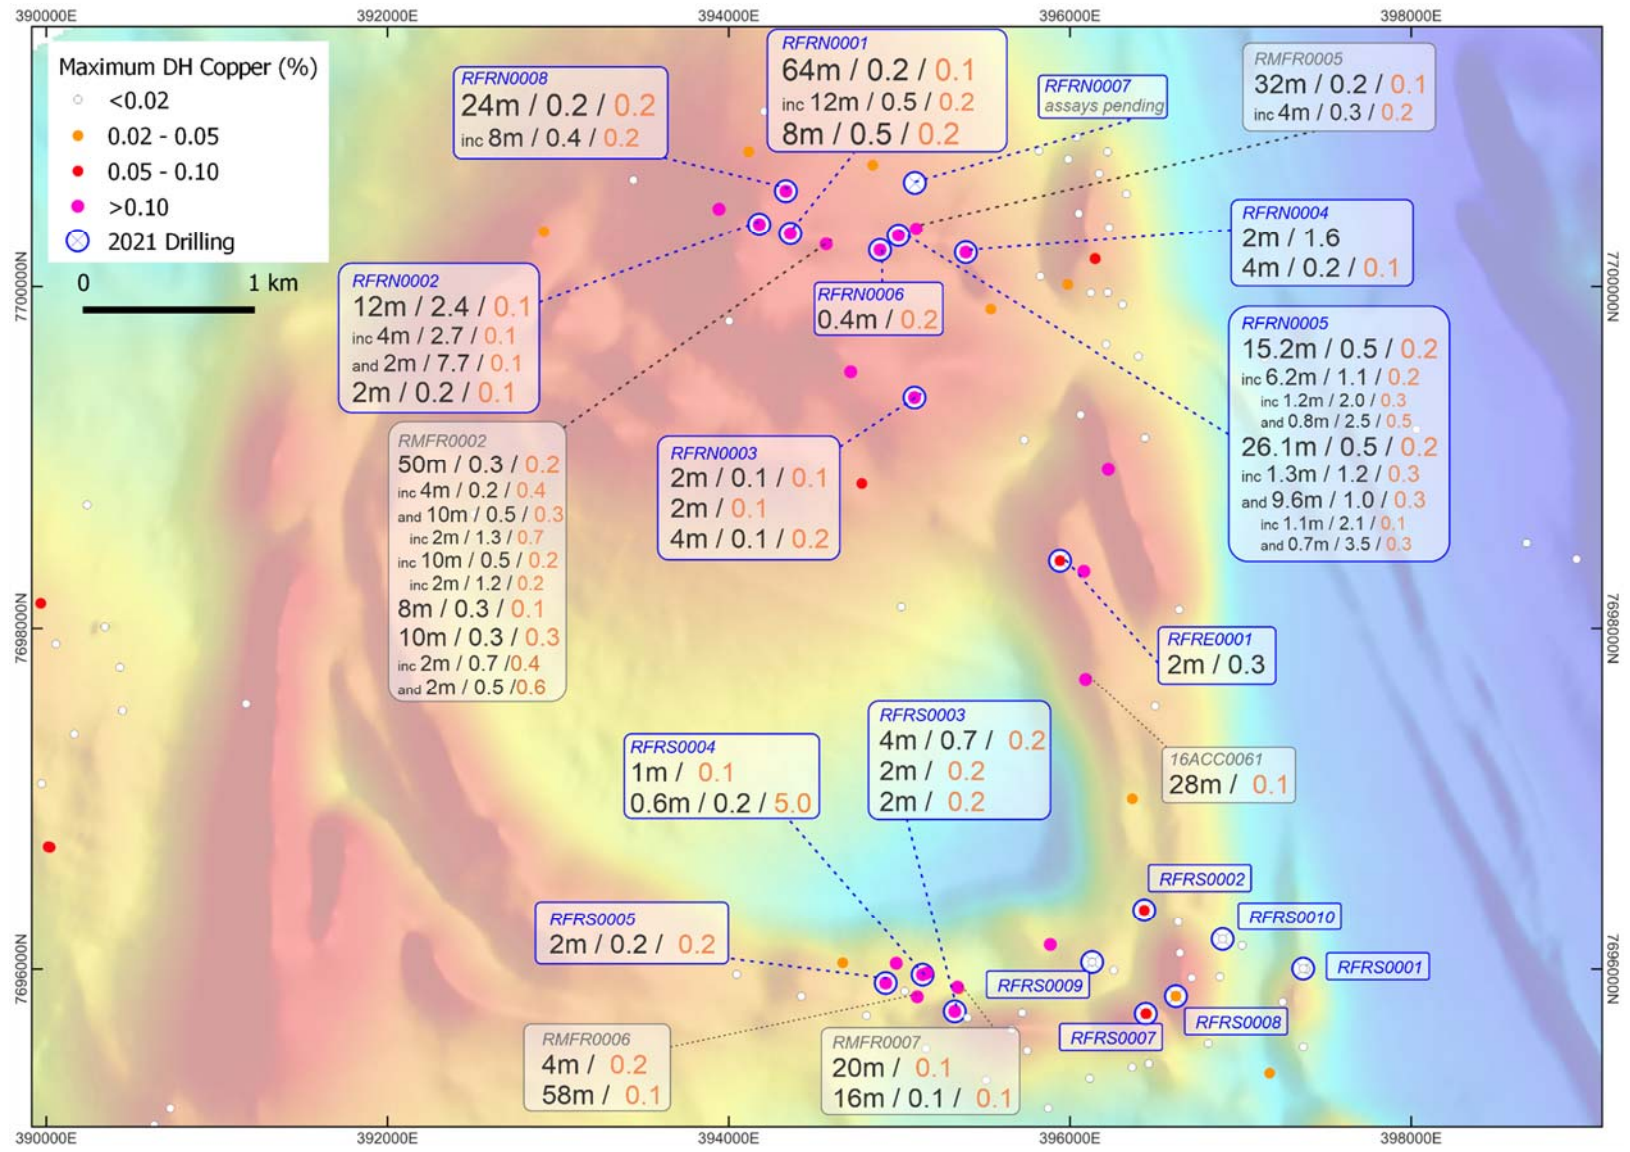 390000E
392000E
394000E
396000E
398000E
Maximum DH Copper (%)
<0.02
0.02 - 0.05
0.05 - 0.10
>0.10
2021 Drilling
0 1 km
RFRN0008
24m / 0.2 / 0.2
inc 8m / 0.4 / 0.2
RFRN0001
64m / 0.2 / 0.1
inc 12m / 0.5 / 0.2
8m / 0.5 / 0.2
RFRN0007
assays pending
RMFR0005
32m / 0.2 / 0.1
inc 4m / 0.3 / 0.2
RFRN0004
2m / 1.6
4m / 0.2 / 0.1
RFRN0002
12m / 2.4 / 0.1
inc 4m / 2.7 / 0.1
and 2m / 7.7 / 0.1
2m / 0.2 / 0.1
RFRN0006
0.4m / 0.2
RFRN0005
15.2m / 0.5 / 0.2
inc 6.2m / 1.1 / 0.2
inc 1.2m / 2.0 / 0.3
and 0.8m / 2.5 / 0.5
26.1m / 0.5 / 0.2
inc 1.3m / 1.2 / 0.3
and 9.6m / 1.0 / 0.3
inc 1.1m / 2.1 / 0.1
and 0.7m / 3.5 / 0.3
RMFR0002
50m / 0.3 / 0.2
inc 4m / 0.2 / 0.4
and 10m / 0.5 / 0.3
inc 2m / 1.3 / 0.7
inc 10m / 0.5 / 0.2
inc 2m / 1.2 / 0.2
8m / 0.3 / 0.1
10m / 0.3 / 0.3
inc 2m / 0.7 /0.4
and 2m / 0.5 /0.6
RFRN0003
2m / 0.1 / 0.1
2m / 0.1
4m / 0.1 / 0.2
RFRE0001
2m / 0.3
RFRS0003
4m / 0.7 / 0.2
2m / 0.2
2m / 0.2
RFRS0004
1m / 0.1
0.6m / 0.2 / 5.0
16ACC0061
28m / 0.1
RFRS0002
RFRS0010
RFRS0005
2m / 0.2 / 0.2
RFRS0001
RFRS0009
RFRS0008
RFRS0007
RMFR0006
4m / 0.2
58m / 0.1
RMFR0007
20m / 0.1
16m / 0.1 / 0.1
7700000N
7698000N
7696000N
7700000N
7698000N
7696000N
390000E
392000E
394000E
396000E
398000E